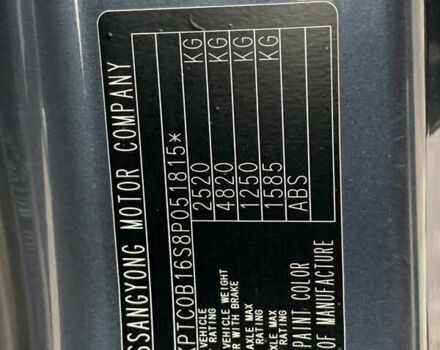 SSANGYONG MOTOR COMPANY
KPTC0B16S8P051815*
VEHICLE RATING 2520 KG
VEHICLE WEIGHT WITH BRAKE 4820 KG
AXLE MAX RATING 1250 KG
AXLE MAX RATING 1585 KG
PAINT COLOR ABS
OF MANUFACTURE